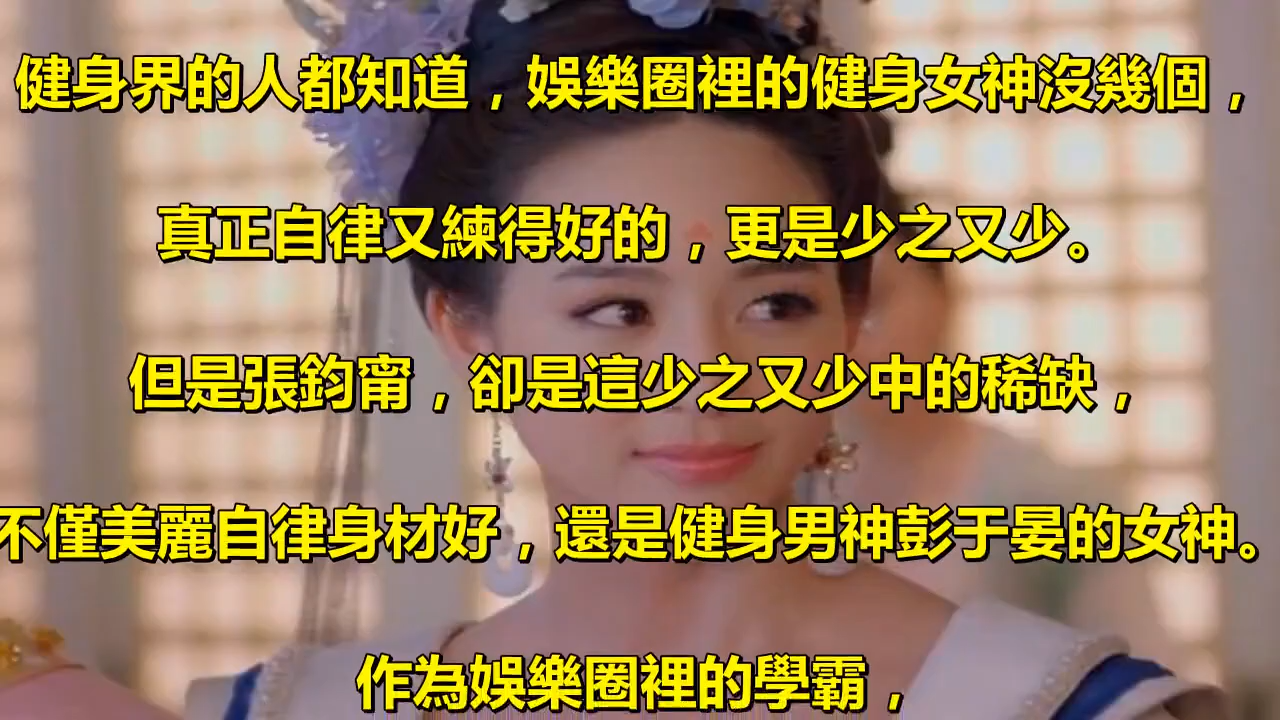 健身界的人都知道，娛樂圈裡的健身女神沒幾個，
真正自律又練得好的，更是少之又少。
但是張鈞甯，卻是這少之又少中的稀缺，
不僅美麗自律身材好，還是健身男神彭于晏的女神。
作為娛樂圈裡的學霸，